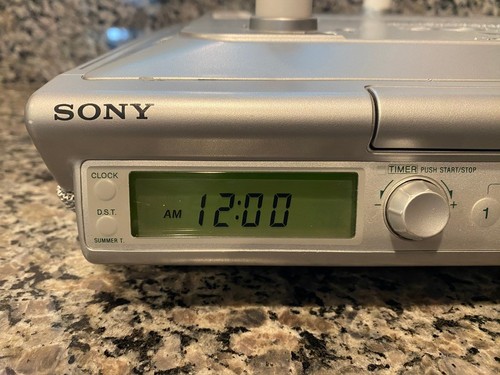 SONY
CLOCK
D.S.T.
SUMMER T.
AM 12:00
TIMER PUSH START/STOP
- +
1